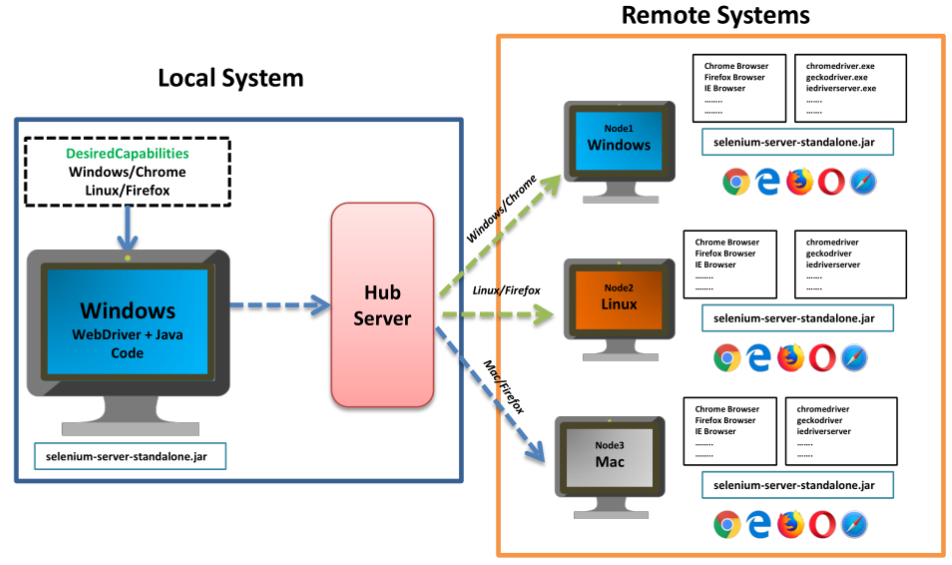 Remote Systems
Local System
DesiredCapabilities
Windows/Chrome
Linux/Firefox
Windows
WebDriver + Java
Code
selenium-server-standalone.jar
Hub
Server
Windows/Chrome
Linux/Firefox
Mac/Firefox
Node1
Windows
Chrome Browser
Firefox Browser
IE Browser
........
........
chromedriver.exe
geckodriver.exe
iedriverserver.exe
.......
.......
selenium-server-standalone.jar
Node2
Linux
Chrome Browser
Firefox Browser
IE Browser
........
........
chromedriver
geckodriver
iedriverserver
.......
.......
selenium-server-standalone.jar
Node3
Mac
Chrome Browser
Firefox Browser
IE Browser
........
........
chromedriver
geckodriver
iedriverserver
.......
.......
selenium-server-standalone.jar